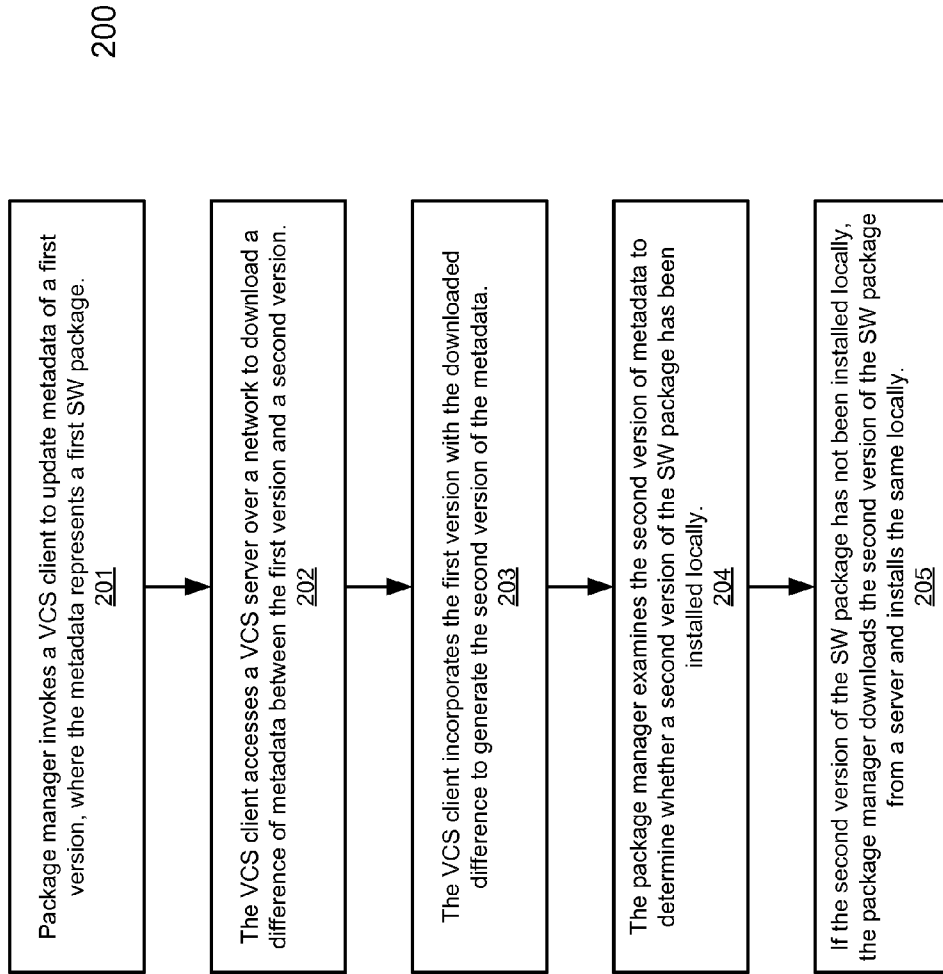 200
Package manager invokes a VCS client to update metadata of a first
version, where the metadata represents a first SW package.
201
The VCS client accesses a VCS server over a network to download a
difference of metadata between the first version and a second version.
202
The VCS client incorporates the first version with the downloaded
difference to generate the second version of the metadata.
203
The package manager examines the second version of metadata to
determine whether a second version of the SW package has been
installed locally.
204
If the second version of the SW package has not been installed locally,
the package manager downloads the second version of the SW package
from a server and installs the same locally.
205